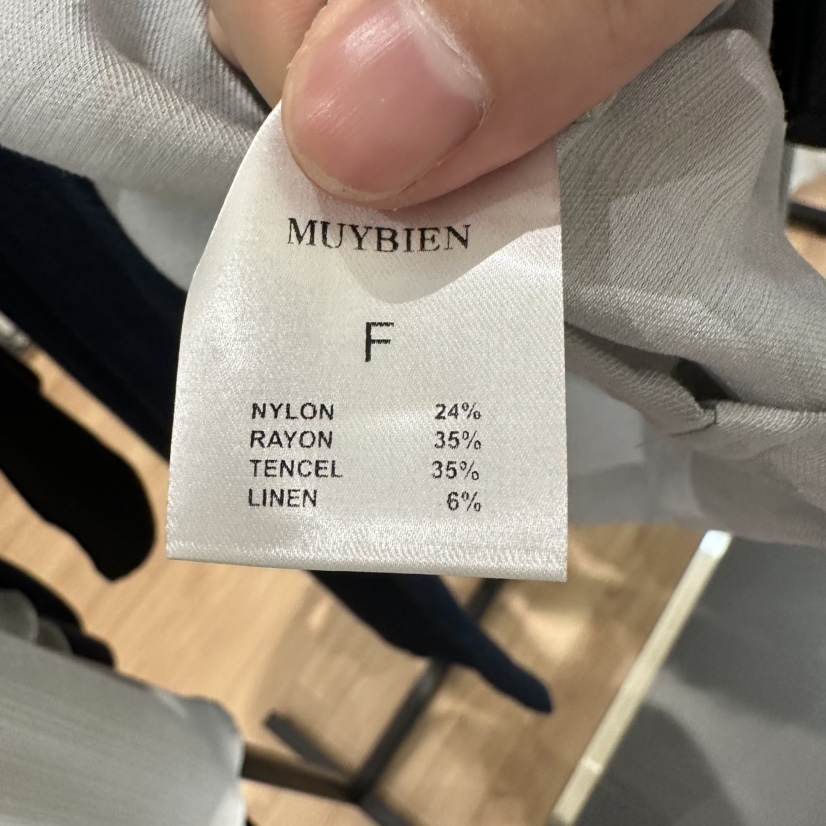 MUYBIEN
F
NYLON 24%
RAYON 35%
TENCEL 35%
LINEN 6%